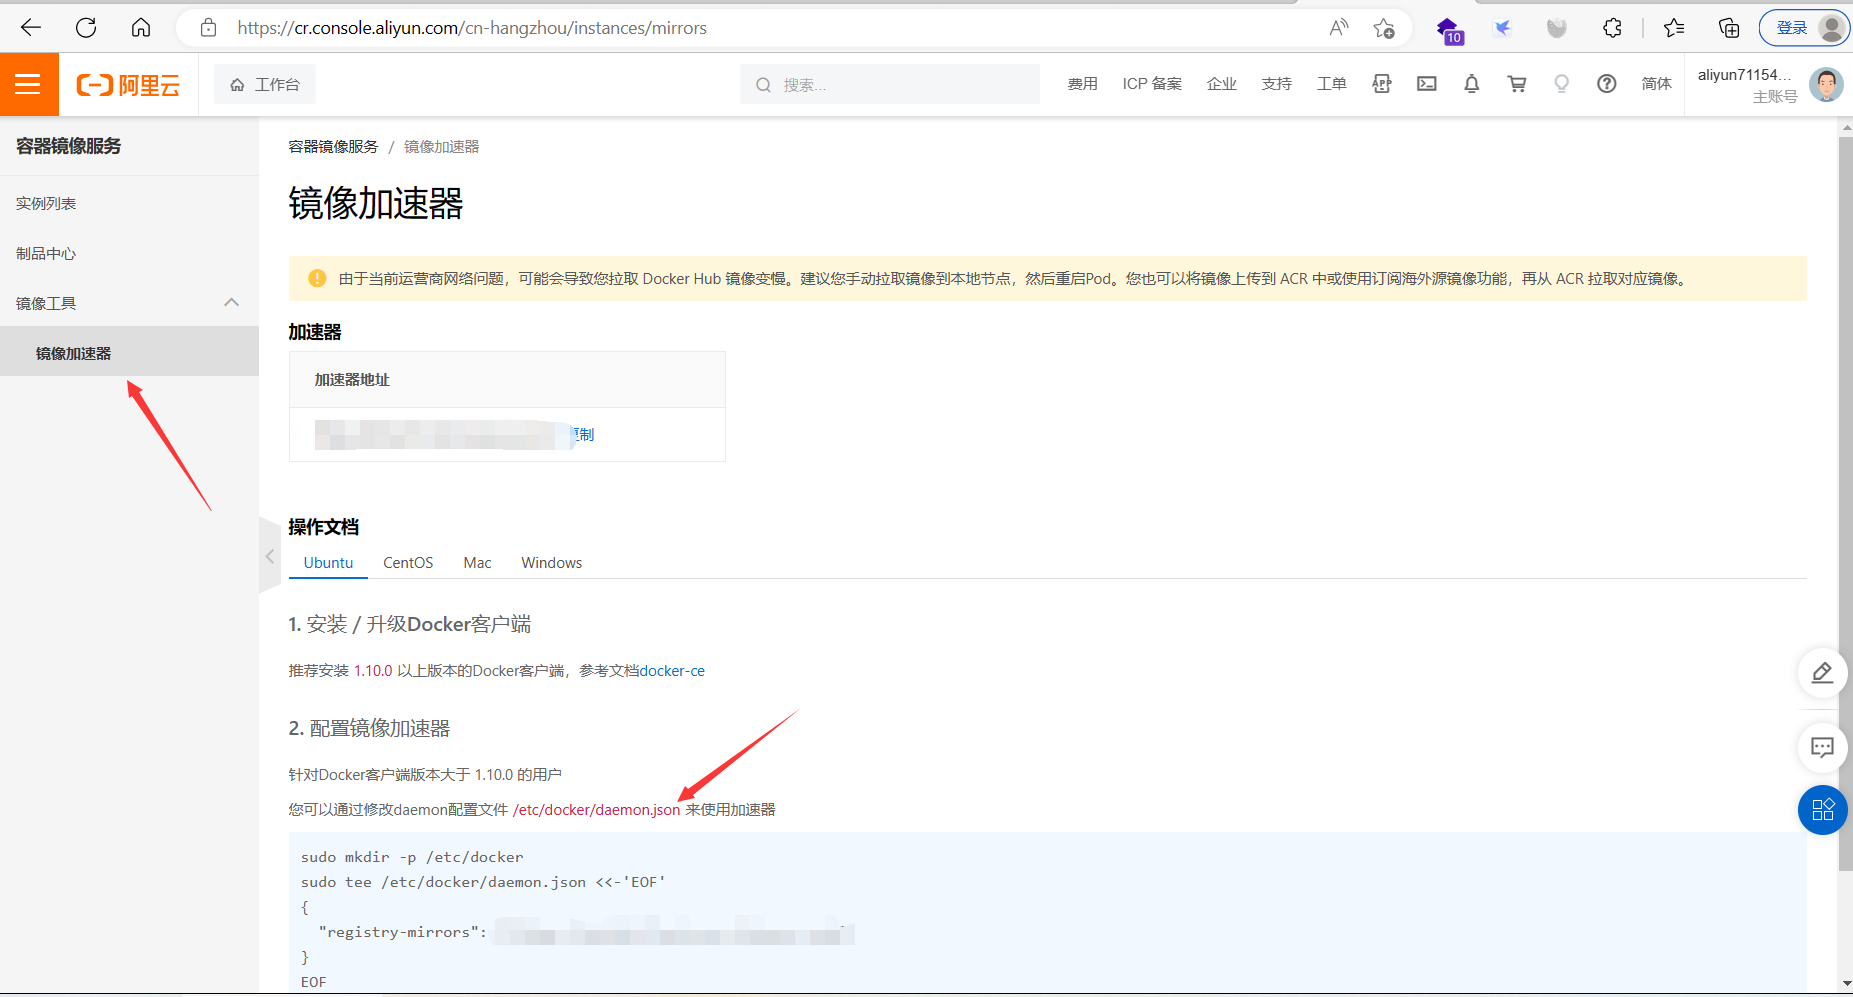 https://cr.console.aliyun.com/cn-hangzhou/instances/mirrors
10
登录
阿里云
工作台
搜索...
费用
ICP 备案
企业
支持
工单
简体
aliyun71154...
主账号
容器镜像服务
实例列表
制品中心
镜像工具
镜像加速器
容器镜像服务 / 镜像加速器
镜像加速器
由于当前运营商网络问题，可能会导致您拉取 Docker Hub 镜像变慢。建议您手动拉取镜像到本地节点，然后重启Pod。您也可以将镜像上传到 ACR 中或使用订阅海外源镜像功能，再从 ACR 拉取对应镜像。
加速器
加速器地址
复制
操作文档
Ubuntu
CentOS
Mac
Windows
1. 安装 / 升级Docker客户端
推荐安装 1.10.0 以上版本的Docker客户端，参考文档docker-ce
2. 配置镜像加速器
针对Docker客户端版本大于 1.10.0 的用户
您可以通过修改daemon配置文件 /etc/docker/daemon.json 来使用加速器
sudo mkdir -p /etc/docker
sudo tee /etc/docker/daemon.json <<-'EOF'
{
"registry-mirrors":
}
EOF